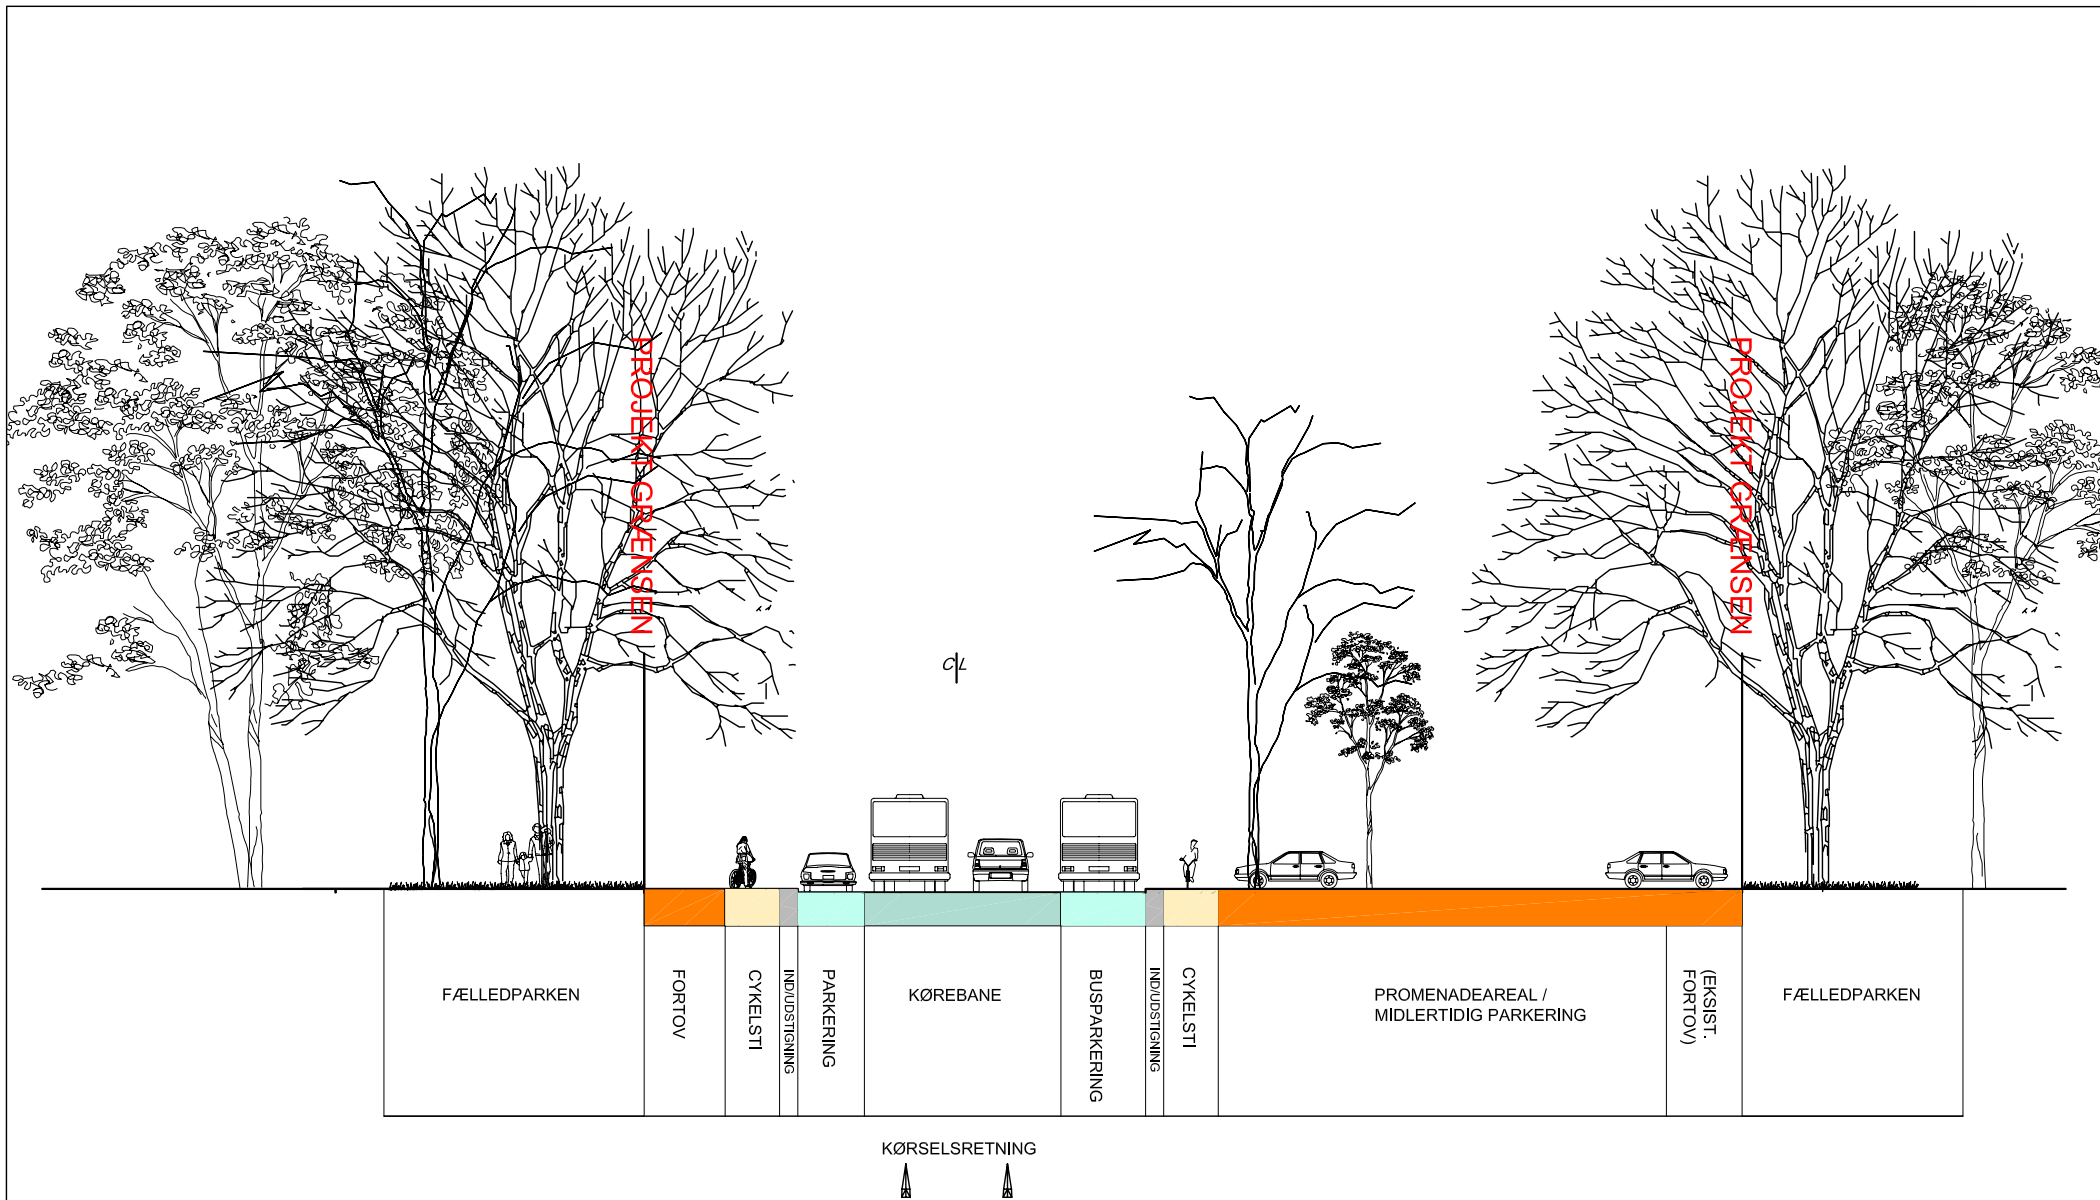 PROJEKT GRÆNSEN
PROJEKT GRÆNSEN
CL
FÆLLEDPARKEN
FORTOV
CYKELSTI
IND/UDSTIGNING
PARKERING
KØREBANE
BUSPARKERING
IND/UDSTIGNING
CYKELSTI
PROMENADEAREAL /
MIDLERTIDIG PARKERING
(EKSIST.
FORTOV)
FÆLLEDPARKEN
KØRSELSRETNING